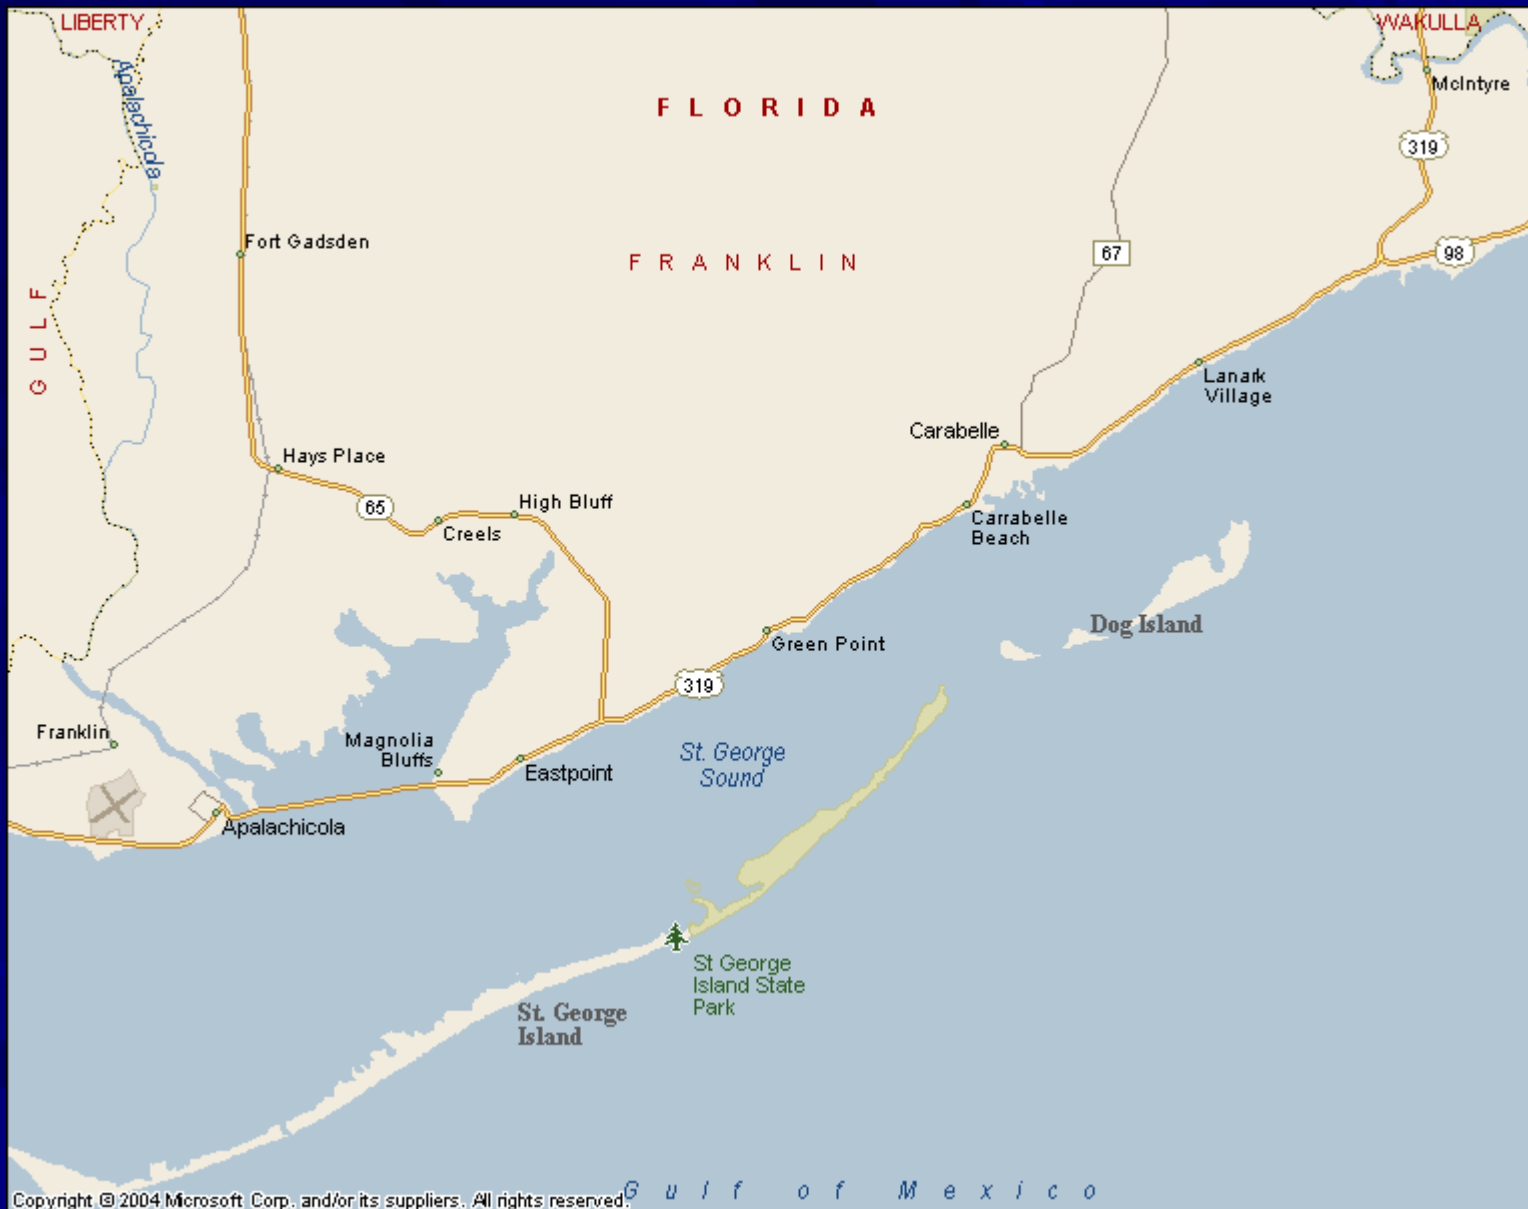 LIBERTY
WAKULLA
Apalachicola
McIntyre
FLORIDA
319
Fort Gadsden
FRANKLIN
67
98
GULF
Lanark
Village
Carabelle
Hays Place
65
High Bluff
Creels
Carrabelle
Beach
Dog Island
Green Point
319
Franklin
Magnolia
Bluffs
Eastpoint
St. George
Sound
Apalachicola
St George
Island State
Park
St. George
Island
Gulf of Mexico
Copyright © 2004 Microsoft Corp. and/or its suppliers. All rights reserved.